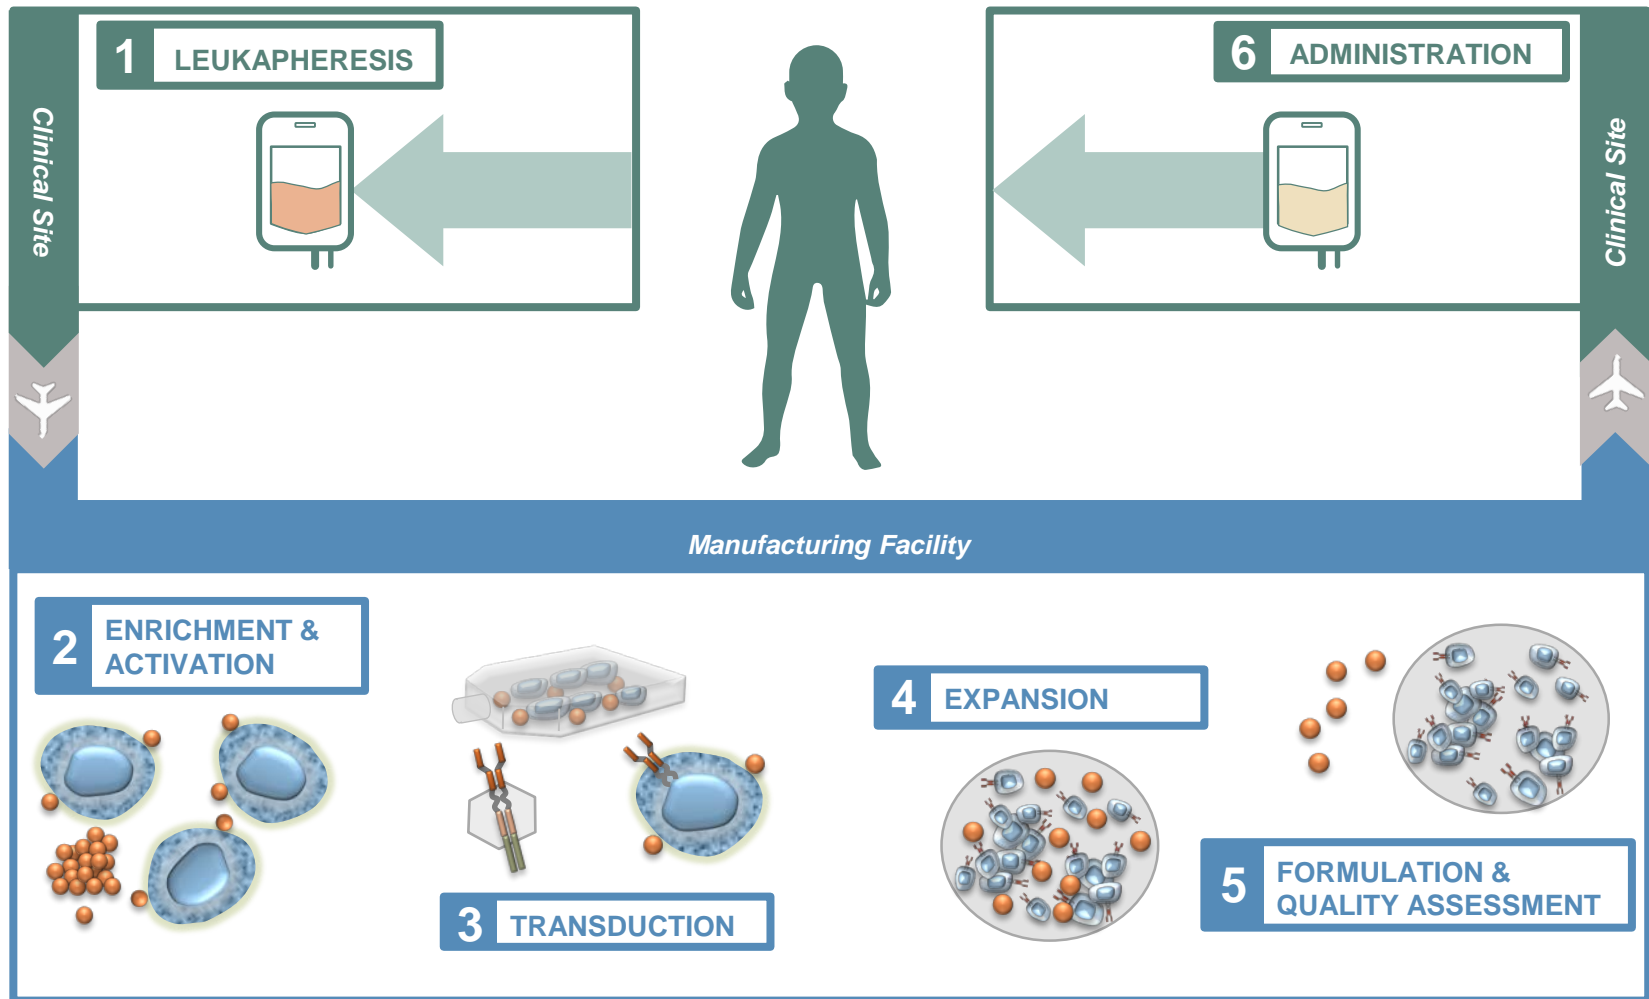 1 LEUKAPHERESIS
6 ADMINISTRATION
Clinical Site
Clinical Site
Manufacturing Facility
2 ENRICHMENT &
ACTIVATION
3 TRANSDUCTION
4 EXPANSION
5 FORMULATION &
QUALITY ASSESSMENT